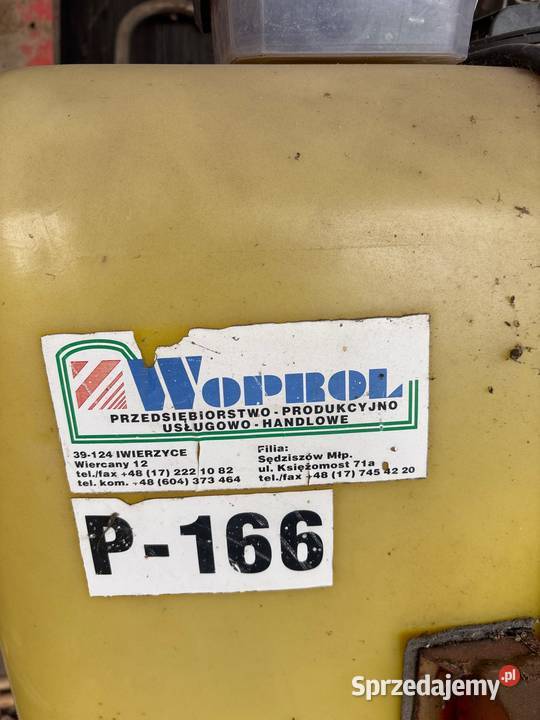 WOPROL
PRZEDSIĘBIORSTWO - PRODUKCYJNO
USŁUGOWO - HANDLOWE
39-124 IWIERZYCE
Wiercany 12
tel./fax +48 (17) 222 10 82
tel. kom. +48 (604) 373 464
Filia:
Sędziszów Młp.
ul. Księżomost 71a
tel./fax +48 (17) 745 42 20
P-166
Sprzedajemy.pl